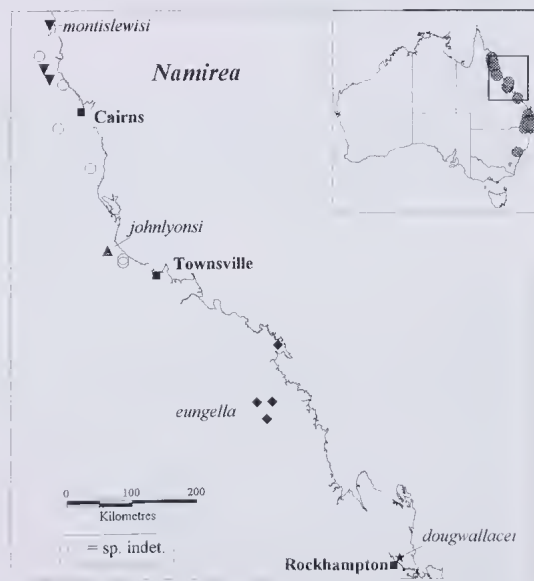 montislewisi
Namirea
Cairns
johnlyonsi
Townsville
eungella
0 100 200
Kilometres
= sp. indet.
dougwallacei
Rockhampton